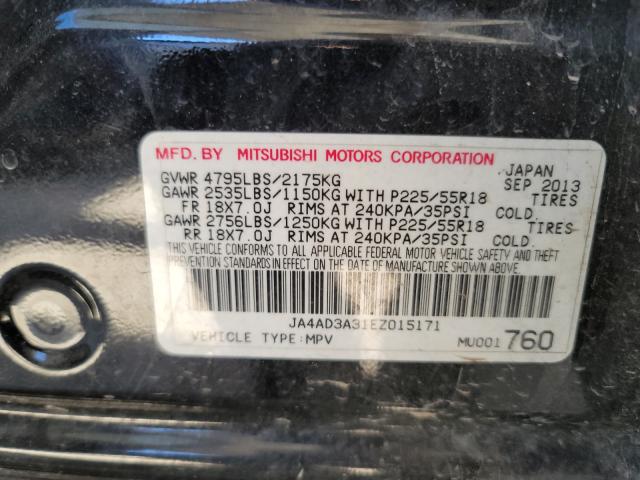 MFD. BY MITSUBISHI MOTORS CORPORATION
GVWR 4795LBS/2175KG JAPAN SEP 2013
GAWR 2535LBS/1150KG WITH P225/55R18 TIRES
FR 18X7.0J RIMS AT 240KPA/35PSI COLD.
GAWR 2756LBS/1250KG WITH P225/55R18 TIRES
RR 18X7.0J RIMS AT 240KPA/35PSI COLD.
THIS VEHICLE CONFORMS TO ALL APPLICABLE FEDERAL MOTOR VEHICLE SAFETY AND THEFT
PREVENTION STANDARDS IN EFFECT ON THE DATE OF MANUFACTURE SHOWN ABOVE.
JA4AD3A31EZ015171
VEHICLE TYPE:MPV MU001 760